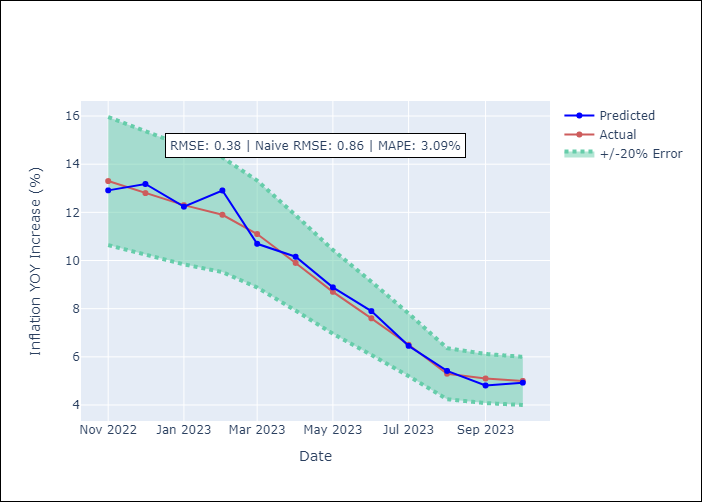 RMSE: 0.38 | Naive RMSE: 0.86 | MAPE: 3.09%
Predicted
Actual
+/-20% Error
Inflation YOY Increase (%)
16
14
12
10
8
6
4
Nov 2022
Jan 2023
Mar 2023
May 2023
Jul 2023
Sep 2023
Date